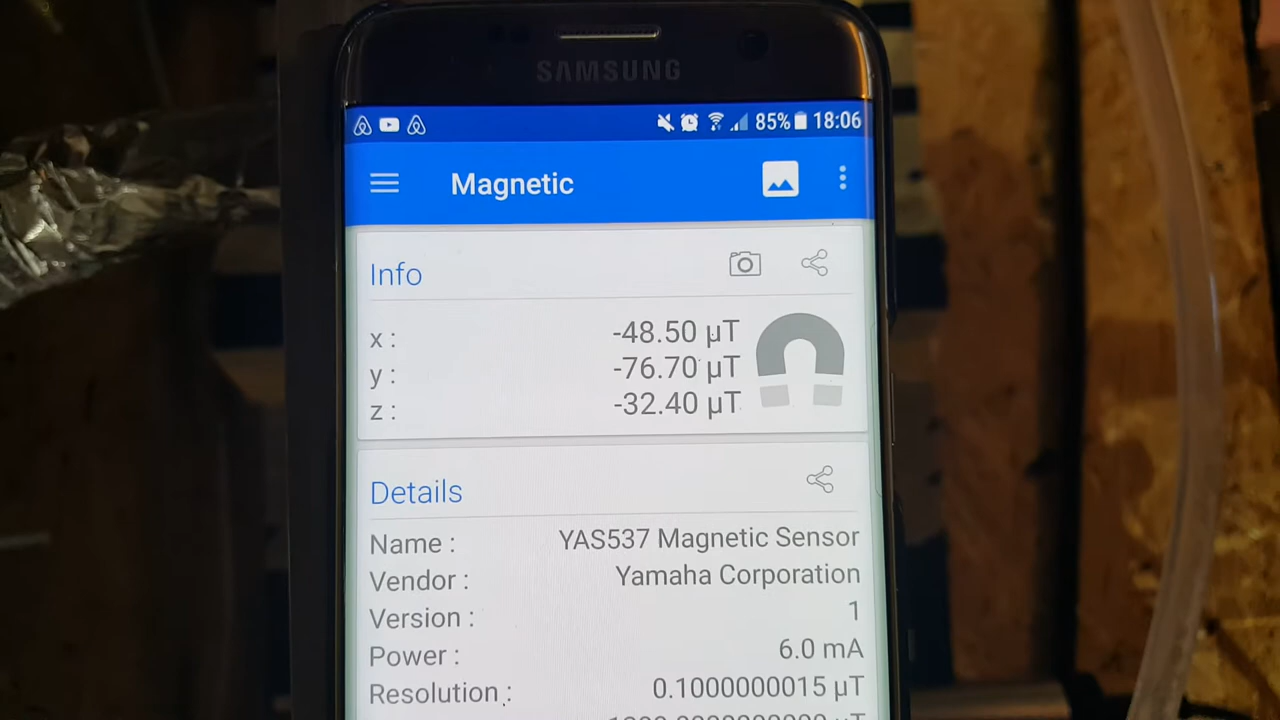 SAMSUNG
85% 18:06
Magnetic
Info
x : -48.50 µT
y : -76.70 µT
z : -32.40 µT
Details
Name : YAS537 Magnetic Sensor
Vendor : Yamaha Corporation
Version : 1
Power : 6.0 mA
Resolution : 0.1000000015 µT